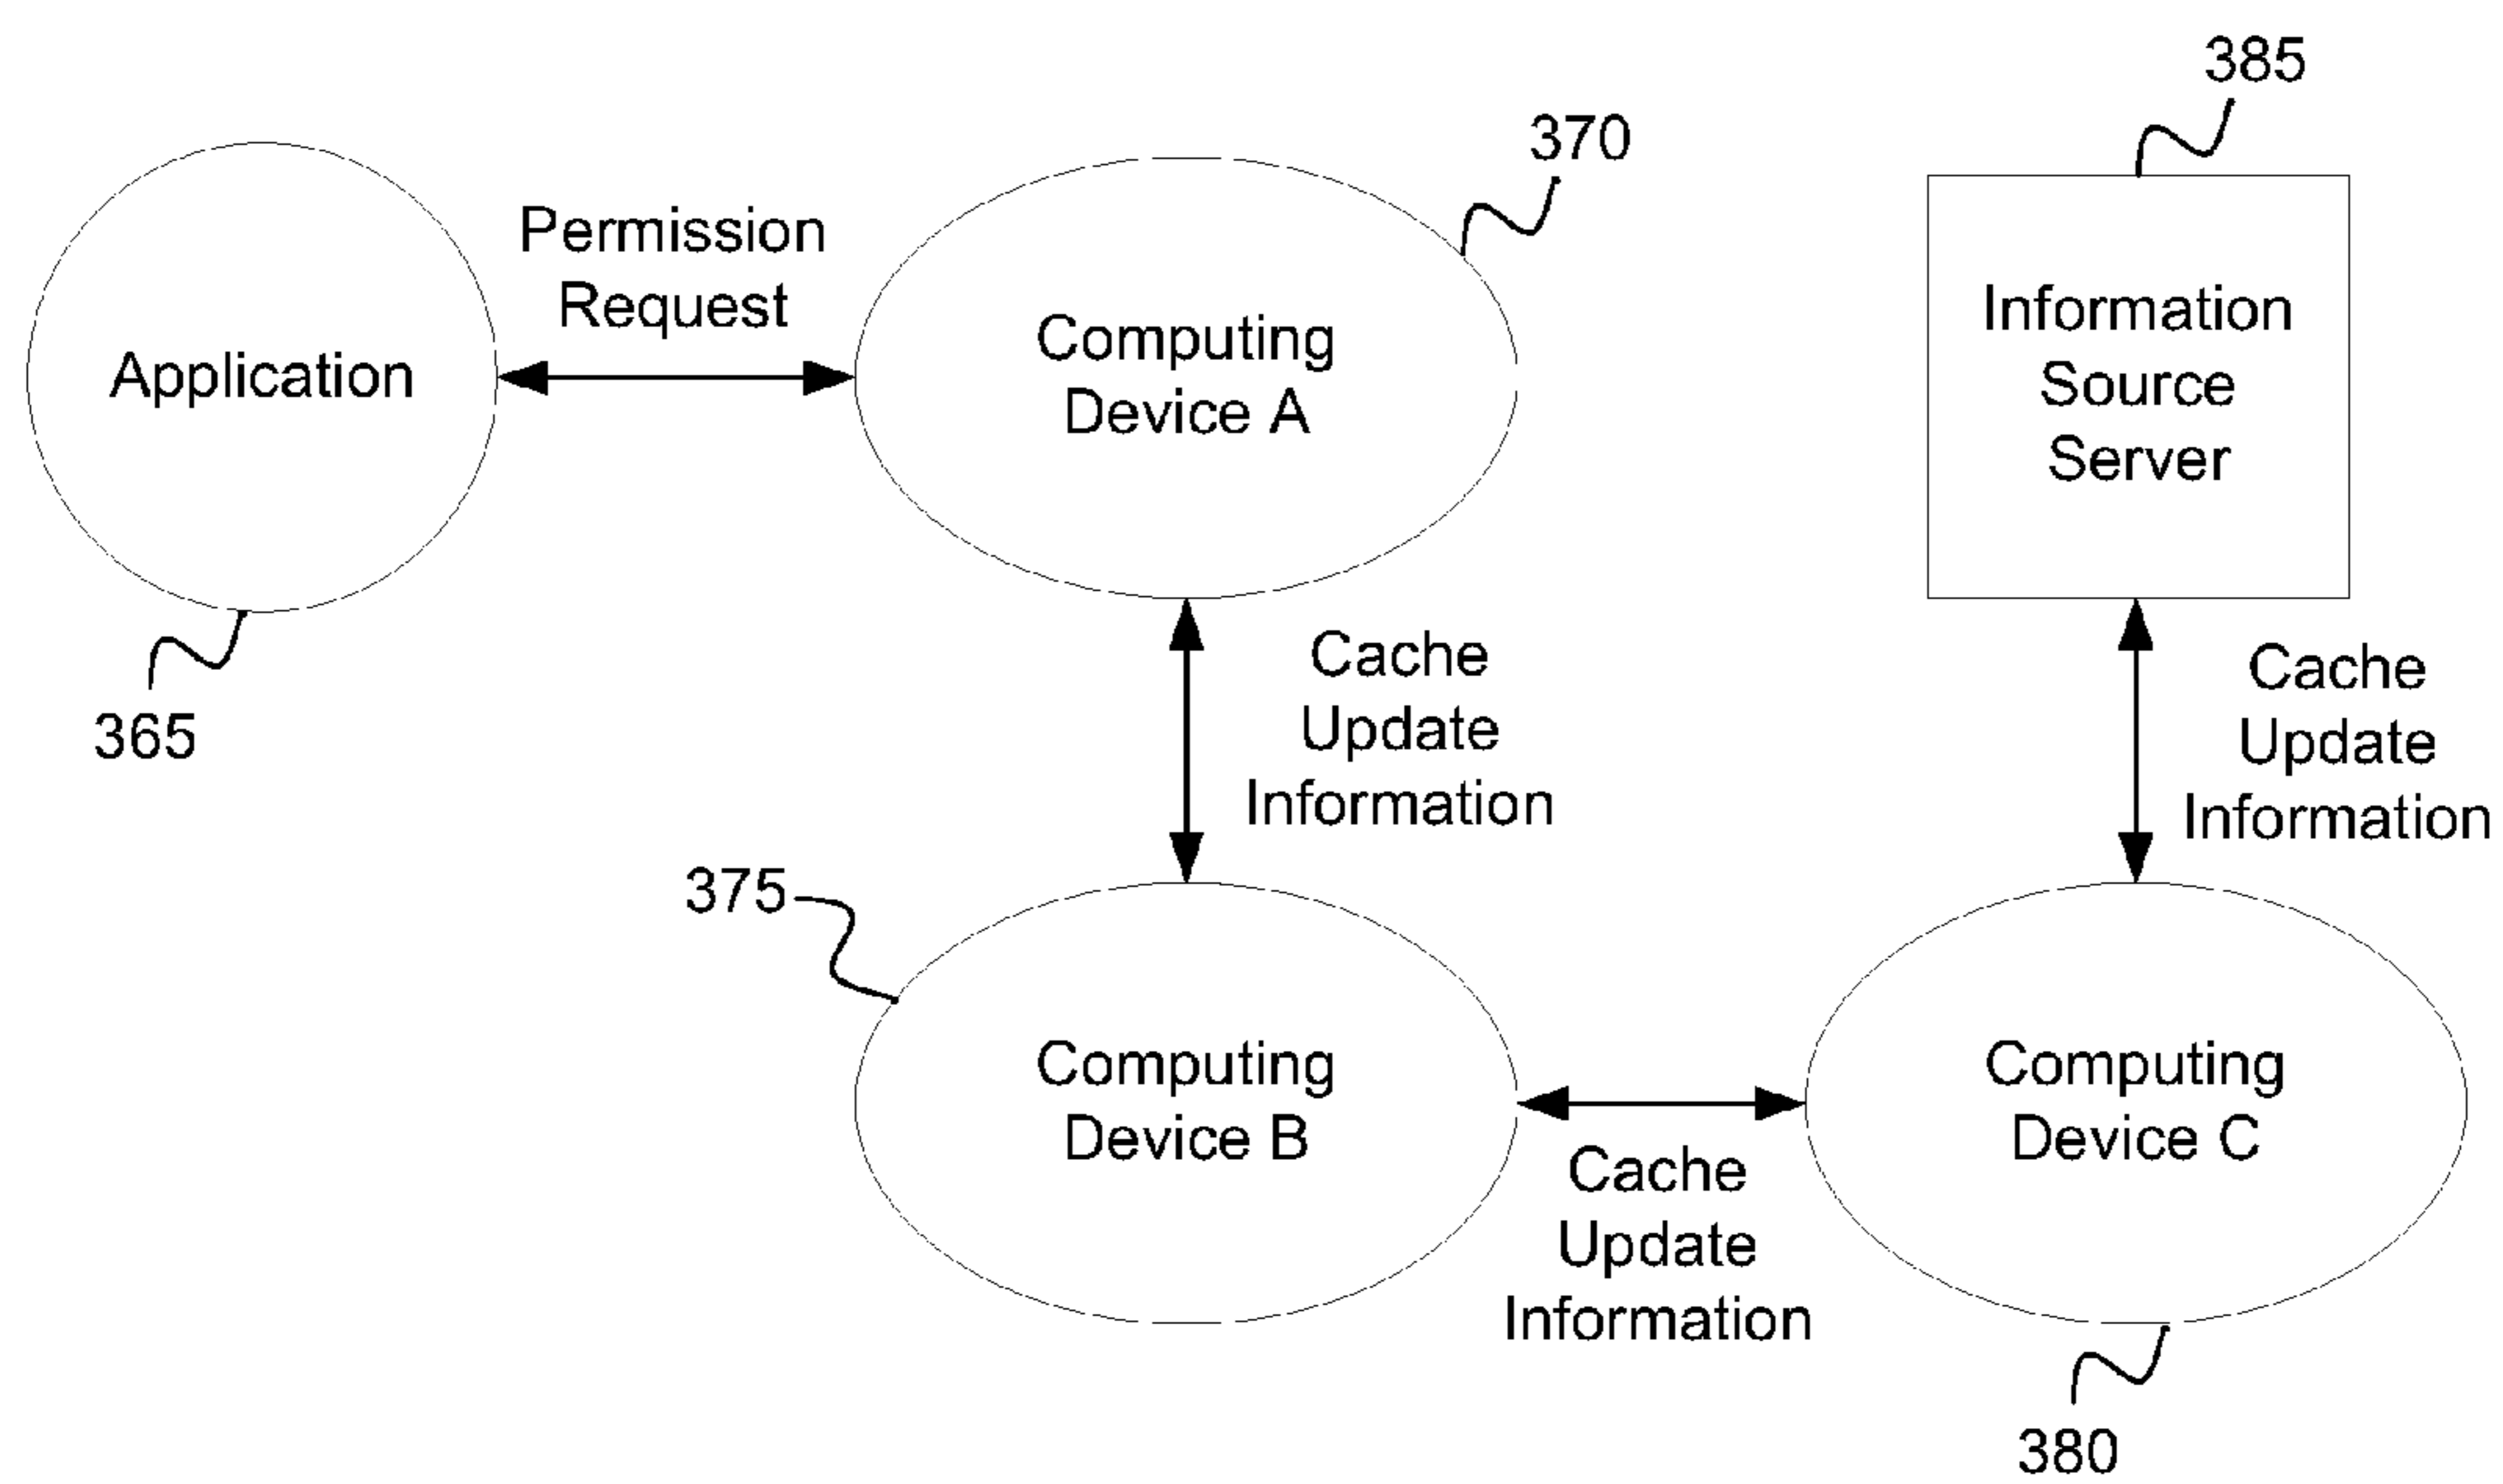 385
370
Permission
Request
Application
Computing
Device A
Information
Source
Server
365
Cache
Update
Information
Cache
Update
Information
375
Computing
Device B
Computing
Device C
Cache
Update
Information
380